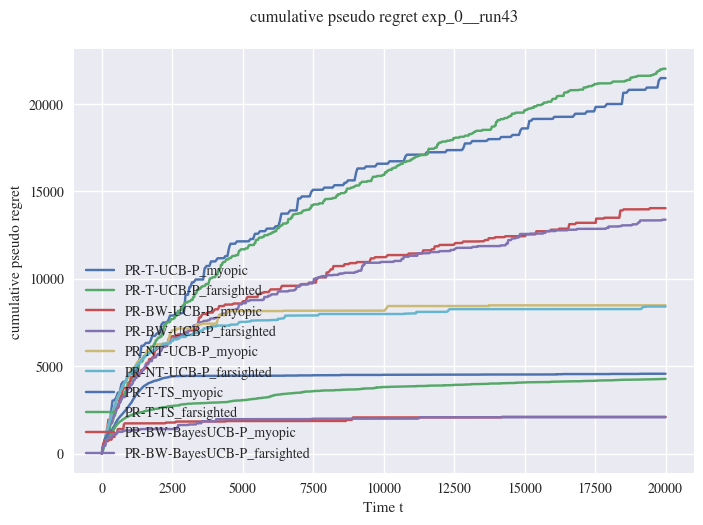 cumulative pseudo regret exp_0__run43
cumulative pseudo regret
20000
15000
10000
5000
0
PR-T-UCB-P_myopic
PR-T-UCB-P_farsighted
PR-BW-UCB-P_myopic
PR-BW-UCB-P_farsighted
PR-NT-UCB-P_myopic
PR-NT-UCB-P_farsighted
PR-T-TS_myopic
PR-T-TS_farsighted
PR-BW-BayesUCB-P_myopic
PR-BW-BayesUCB-P_farsighted
0 2500 5000 7500 10000 12500 15000 17500 20000
Time t